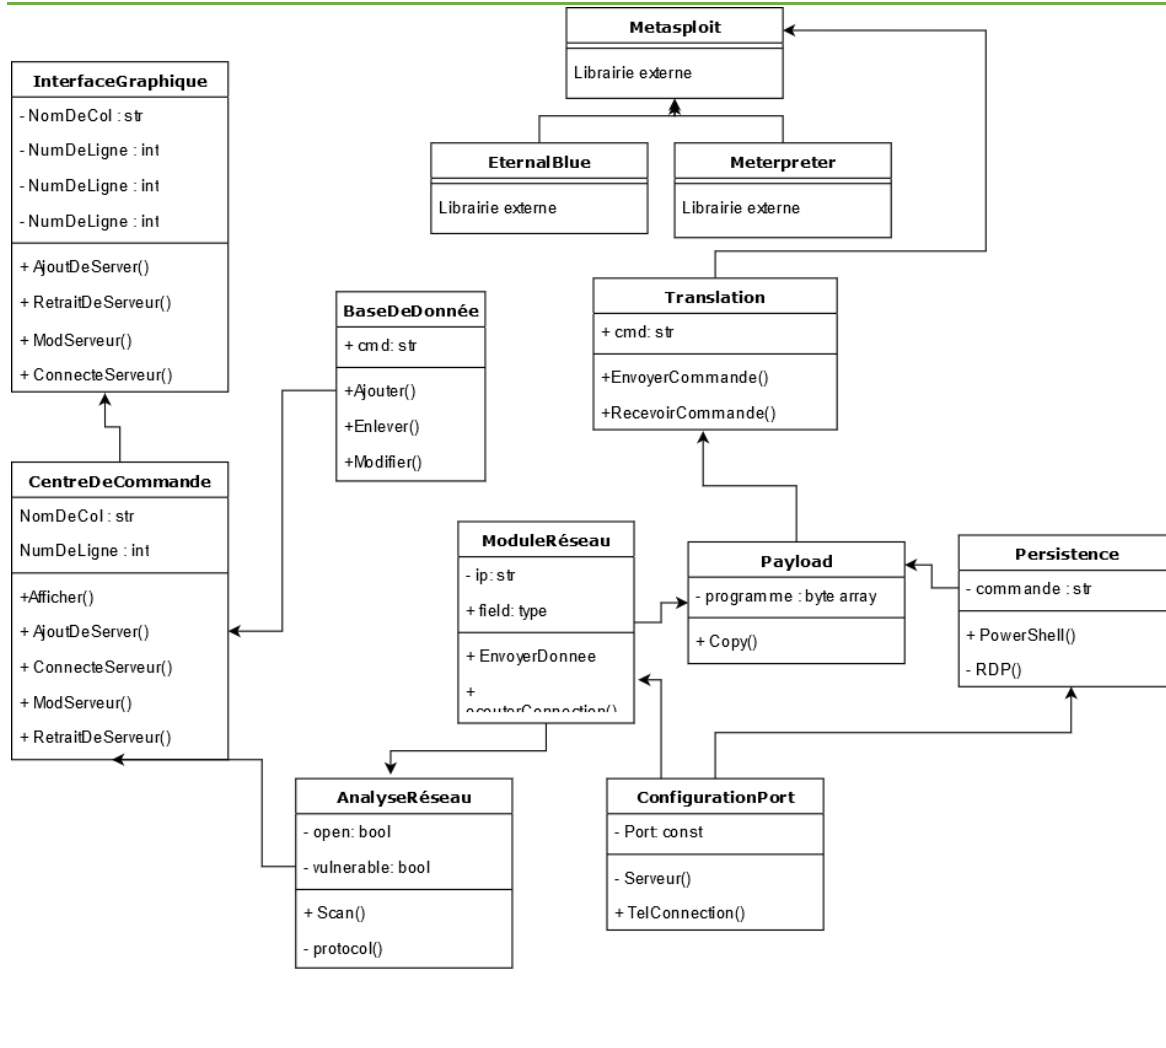 Metasploit
Librairie externe
InterfaceGraphique
- NomDeCol : str
- NumDeLigne : int
- NumDeLigne : int
- NumDeLigne : int
+ AjoutDeServer()
+ RetraitDeServeur()
+ ModServeur()
+ ConnecteServeur()
EternalBlue
Librairie externe
Meterpreter
Librairie externe
Translation
+ cmd: str
+EnvoyerCommande()
+RecevoirCommande()
BaseDeDonnée
+ cmd: str
+Ajouter()
+Enlever()
+Modifier()
CentreDeCommande
NomDeCol : str
NumDeLigne : int
+Afficher()
+ AjoutDeServer()
+ ConnecteServeur()
+ ModServeur()
+ RetraitDeServeur()
ModuleRéseau
- ip: str
+ field: type
+ EnvoyerDonnee
+
ecouterConnection()
Payload
- programme : byte array
+ Copy()
Persistence
- commande : str
+ PowerShell()
- RDP()
AnalyseRéseau
- open: bool
- vulnerable: bool
+ Scan()
- protocol()
ConfigurationPort
- Port: const
- Serveur()
+ TelConnection()